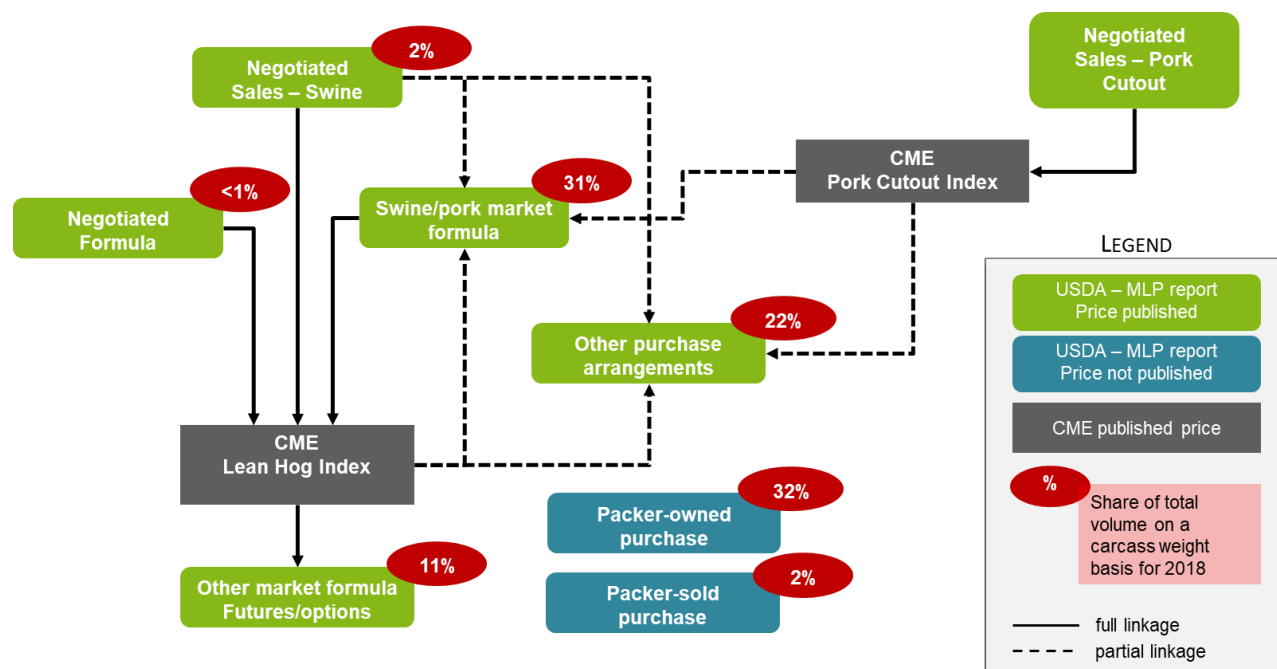 2%
Negotiated
Sales – Swine
Negotiated
Sales – Pork
Cutout
CME
Pork Cutout Index
<1%
Negotiated
Formula
31%
Swine/pork market
formula
22%
Other purchase
arrangements
CME
Lean Hog Index
32%
Packer-owned
purchase
11%
Other market formula
Futures/options
2%
Packer-sold
purchase
LEGEND
USDA – MLP report
Price published
USDA – MLP report
Price not published
CME published price
%
Share of total
volume on a
carcass weight
basis for 2018
full linkage
partial linkage